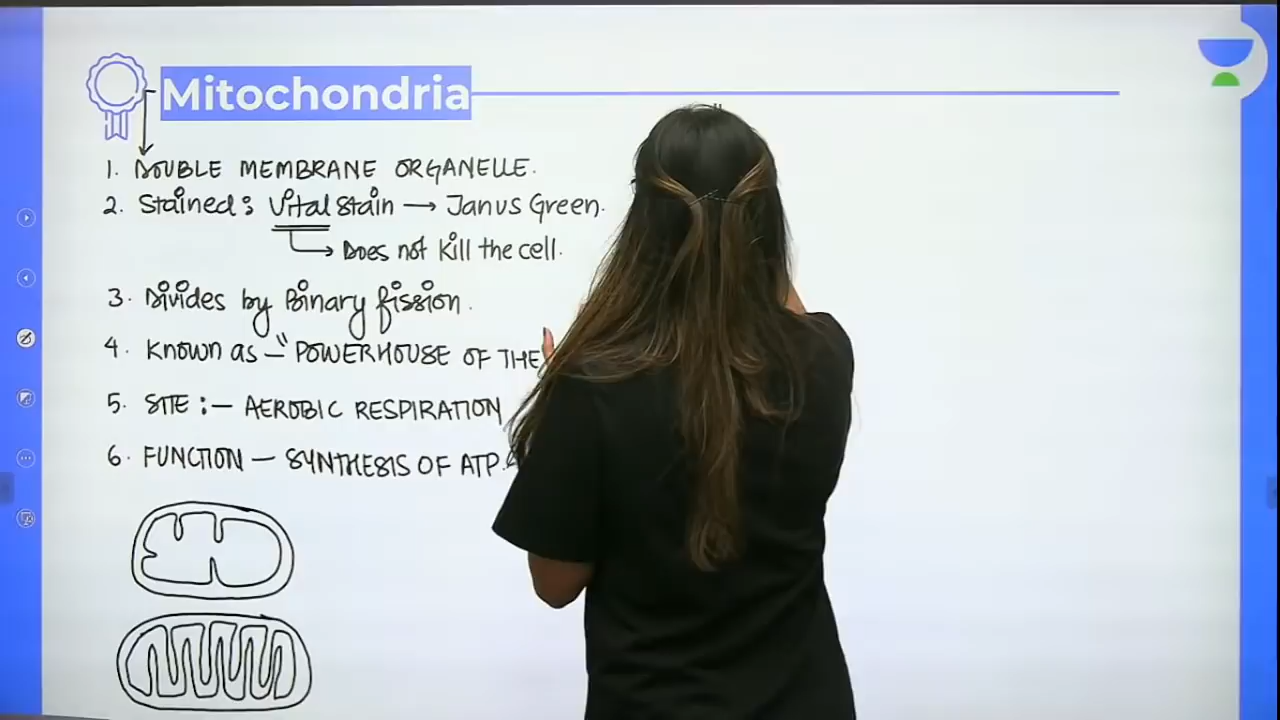 Mitochondria
1. DOUBLE MEMBRANE ORGANELLE.
2. Stained: Vital Stain → Janus Green.
→ Does not Kill the cell.
3. Divides by Binary fission.
4. Known as – " POWERHOUSE OF THE
5. SITE :– AEROBIC RESPIRATION
6. FUNCTION – SYNTHESIS OF ATP.